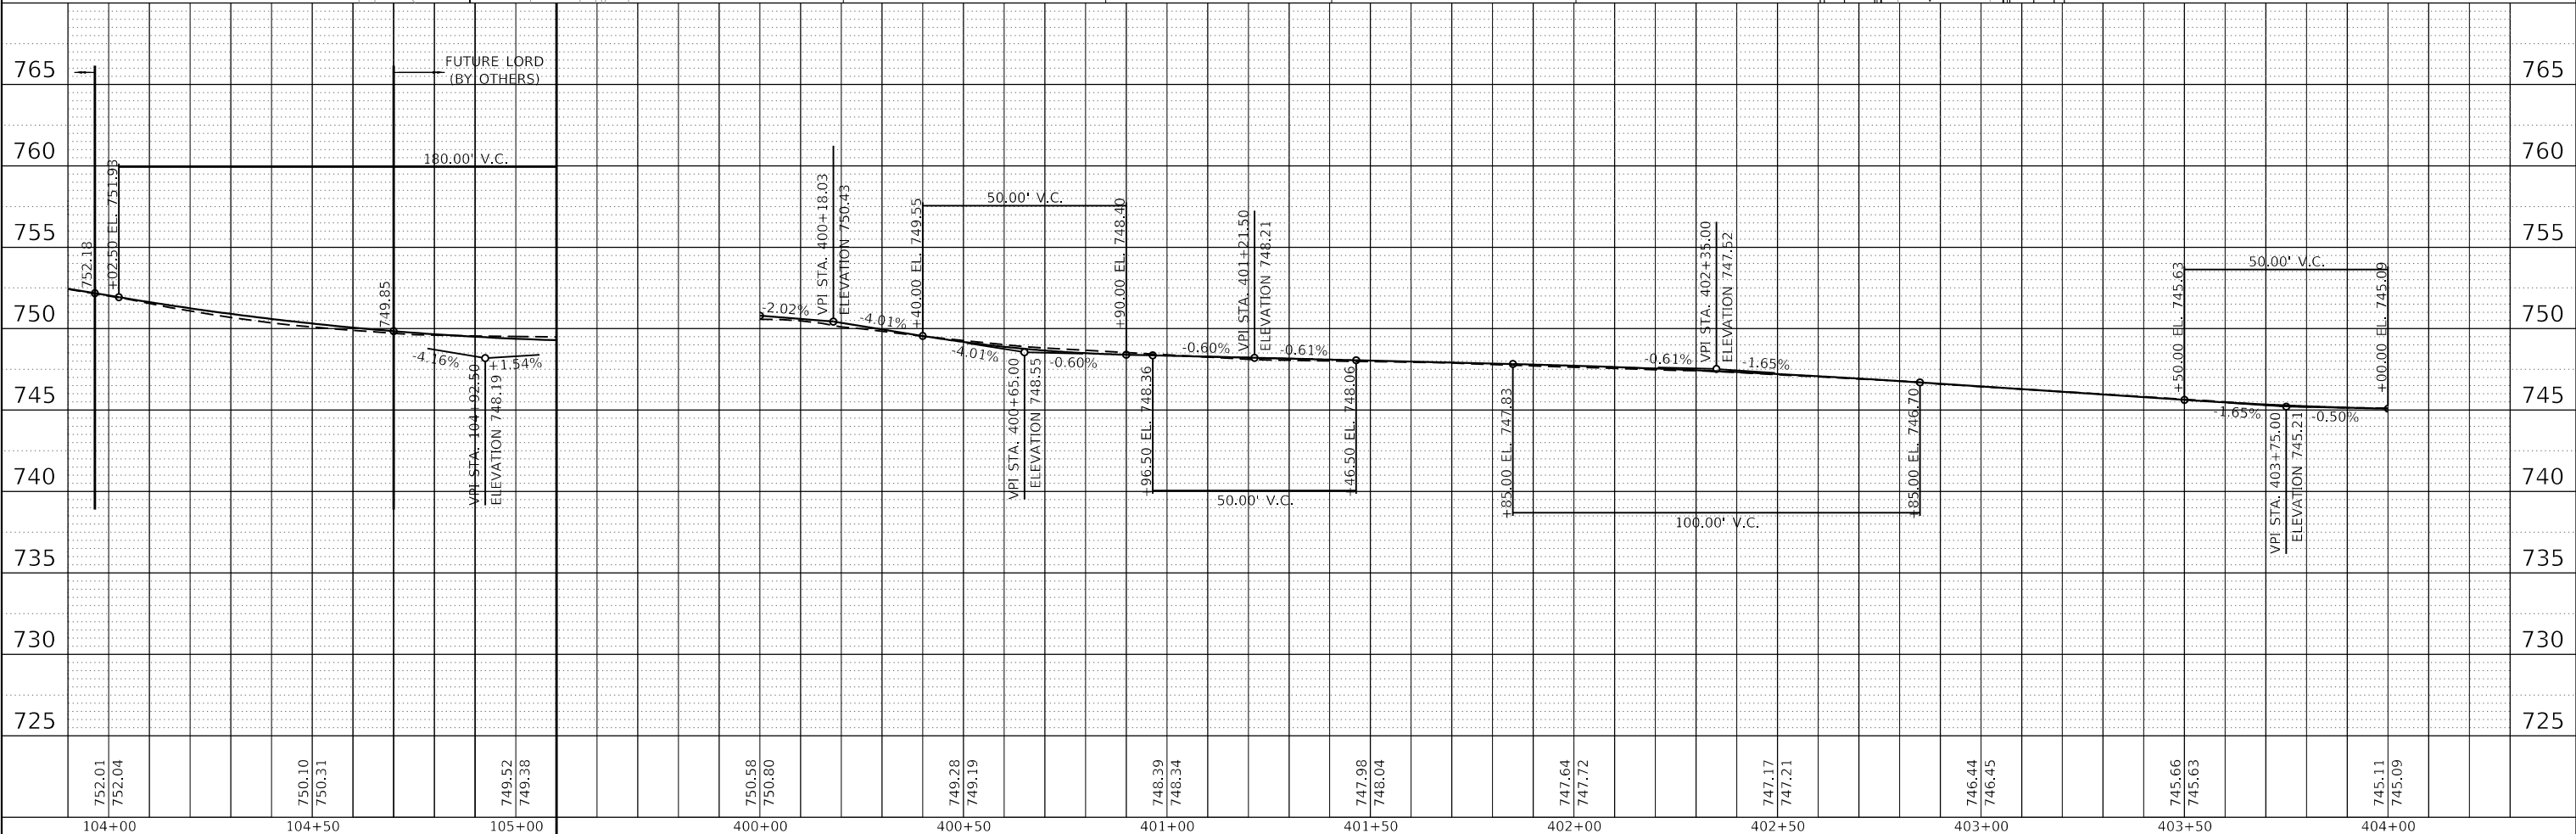 765
760
755
750
745
740
735
730
725
FUTURE LORD
(BY OTHERS)
180.00' V.C.
752.18
+02.50 EL. 751.93
749.85
-4.16%
+1.54%
VPI STA. 104+92.50
ELEVATION 748.19
-2.02%
VPI STA. 400+18.03
ELEVATION 750.43
-4.01%
50.00' V.C.
+40.00 EL. 749.55
+90.00 EL. 748.40
-4.01%
-0.60%
VPI STA. 400+65.00
ELEVATION 748.55
-0.60%
VPI STA. 401+21.50
ELEVATION 748.21
-0.61%
+96.50 EL. 748.36
+46.50 EL. 748.06
50.00' V.C.
-0.61%
VPI STA. 402+35.00
ELEVATION 747.52
-1.65%
+85.00 EL. 747.83
+85.00 EL. 746.70
100.00' V.C.
50.00' V.C.
+50.00 EL. 745.63
+00.00 EL. 745.09
-1.65%
-0.50%
VPI STA. 403+75.00
ELEVATION 745.21
765
760
755
750
745
740
735
730
725
752.01
752.04
750.10
750.31
749.52
749.38
750.58
750.80
749.28
749.19
748.39
748.34
747.98
748.04
747.64
747.72
747.17
747.21
746.44
746.45
745.66
745.63
745.11
745.09
104+00
104+50
105+00
400+00
400+50
401+00
401+50
402+00
402+50
403+00
403+50
404+00